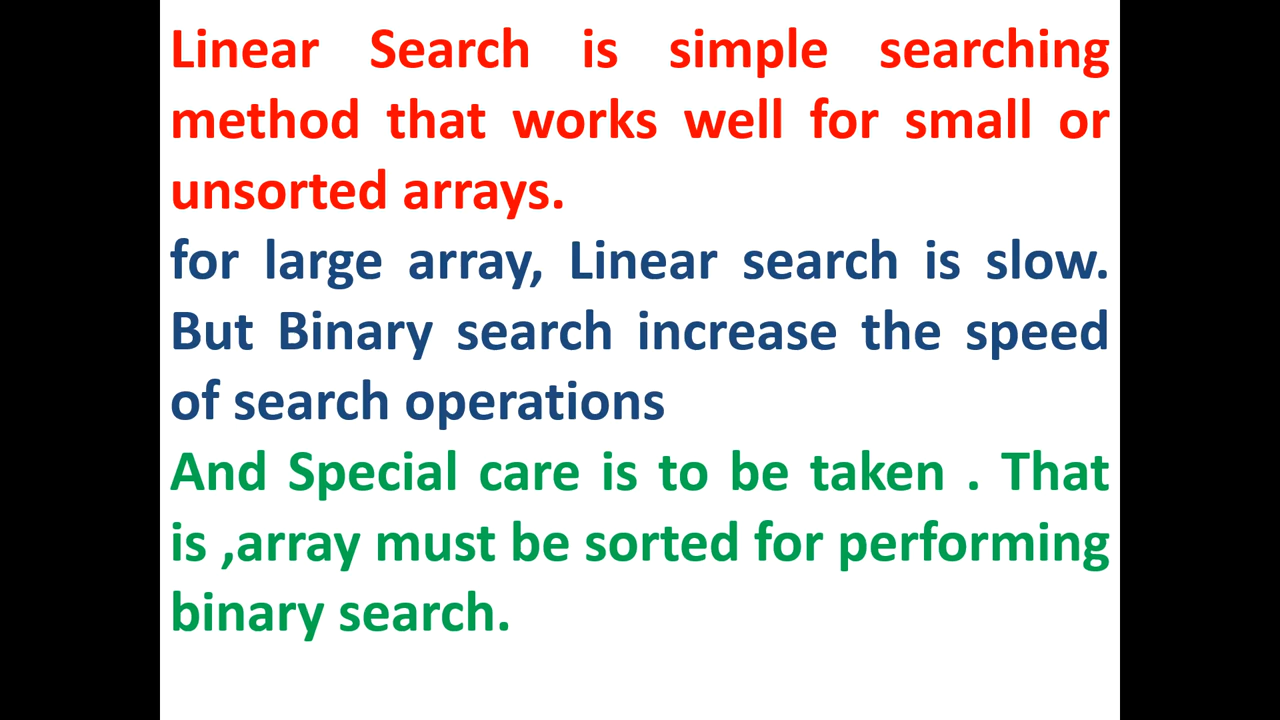 Linear Search is simple searching
method that works well for small or
unsorted arrays.
for large array, Linear search is slow.
But Binary search increase the speed
of search operations
And Special care is to be taken . That
is ,array must be sorted for performing
binary search.